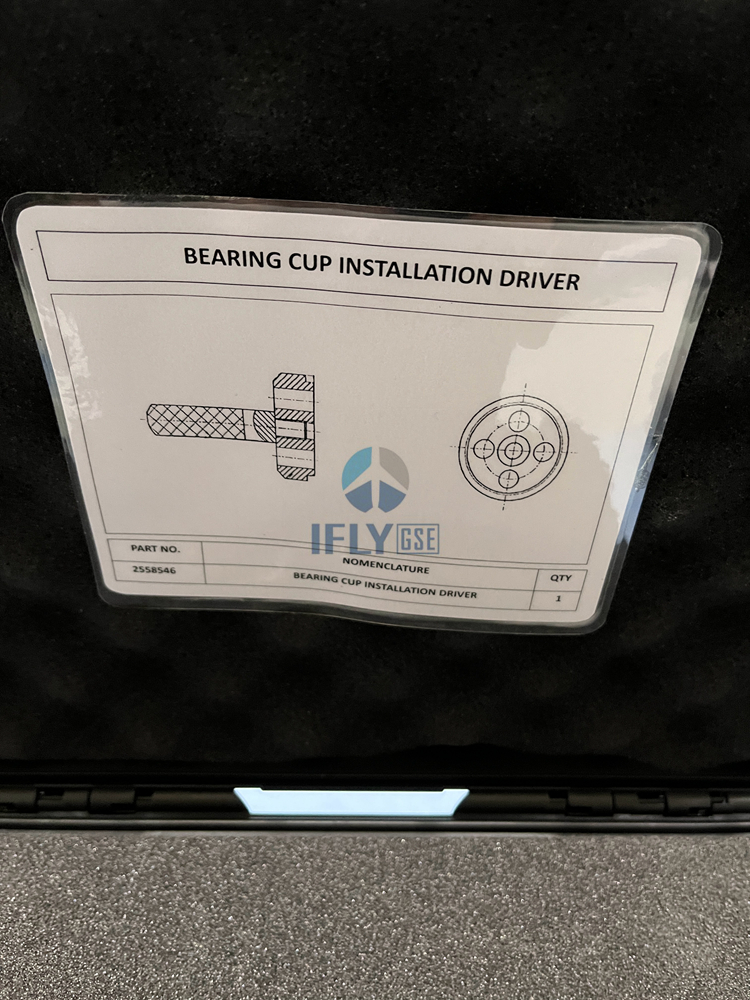 BEARING CUP INSTALLATION DRIVER
IFLY GSE
PART NO. NOMENCLATURE QTY
2558546 BEARING CUP INSTALLATION DRIVER 1